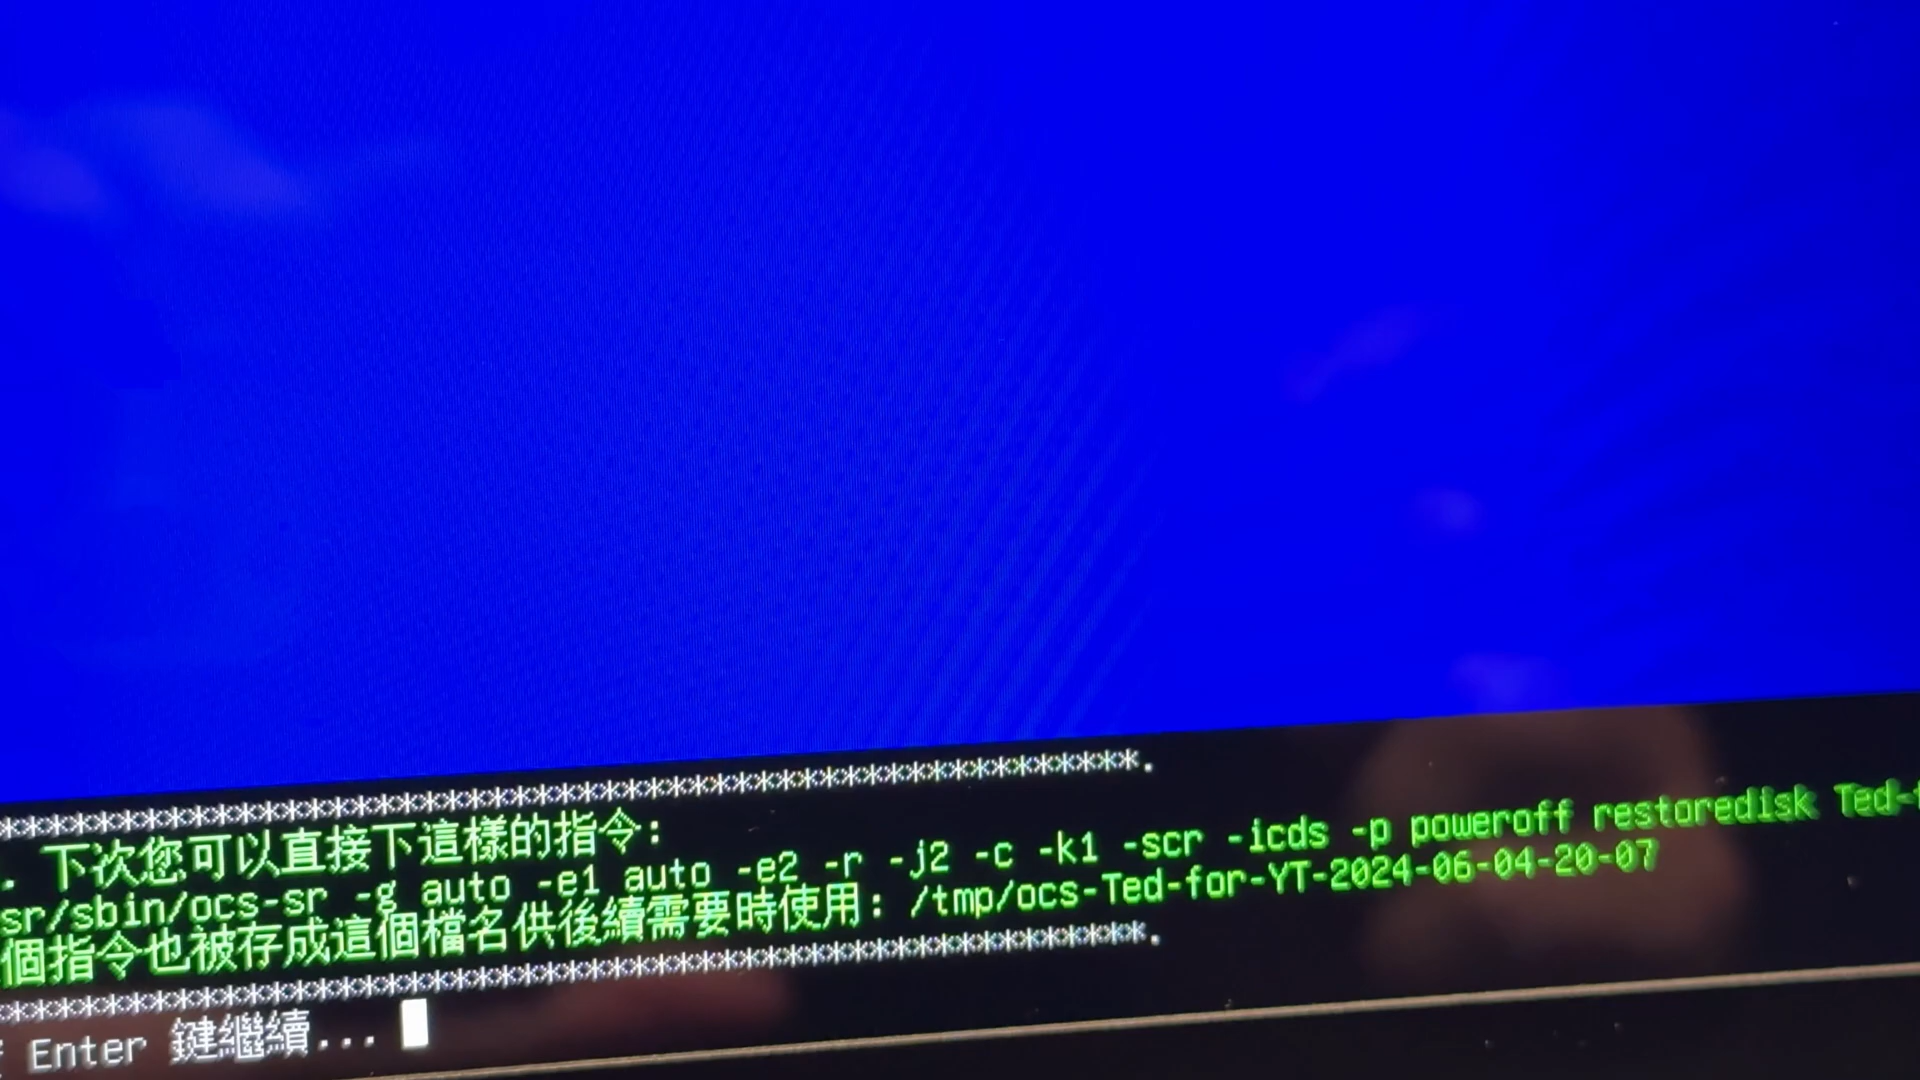 *****************************************************.
. 下次您可以直接下這樣的指令:
sr/sbin/ocs-sr -g auto -e1 auto -e2 -r -j2 -c -k1 -scr -icds -p poweroff restoredisk Ted-
個指令也被存成這個檔名供後續需要時使用: /tmp/ocs-Ted-for-YT-2024-06-04-20-07
*****************************************************.
Enter 鍵繼續...